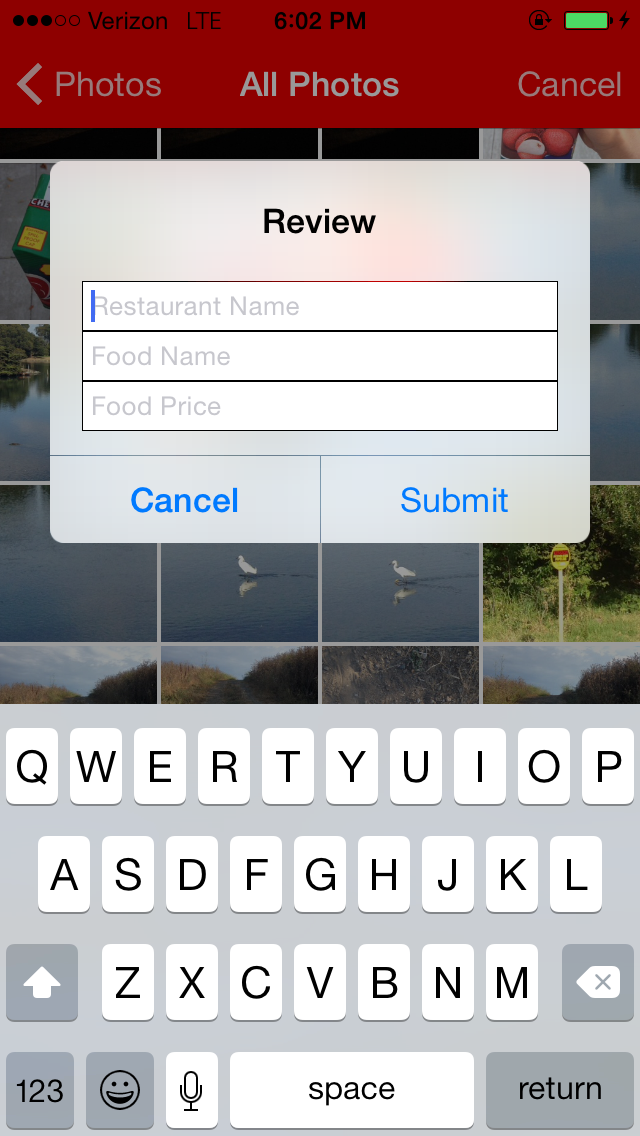 Verizon LTE 6:02 PM
Photos All Photos Cancel
CHE
Review
Restaurant Name
Food Name
Food Price
Cancel Submit
Q W E R T Y U I O P
A S D F G H J K L
Z X C V B N M
123 space return